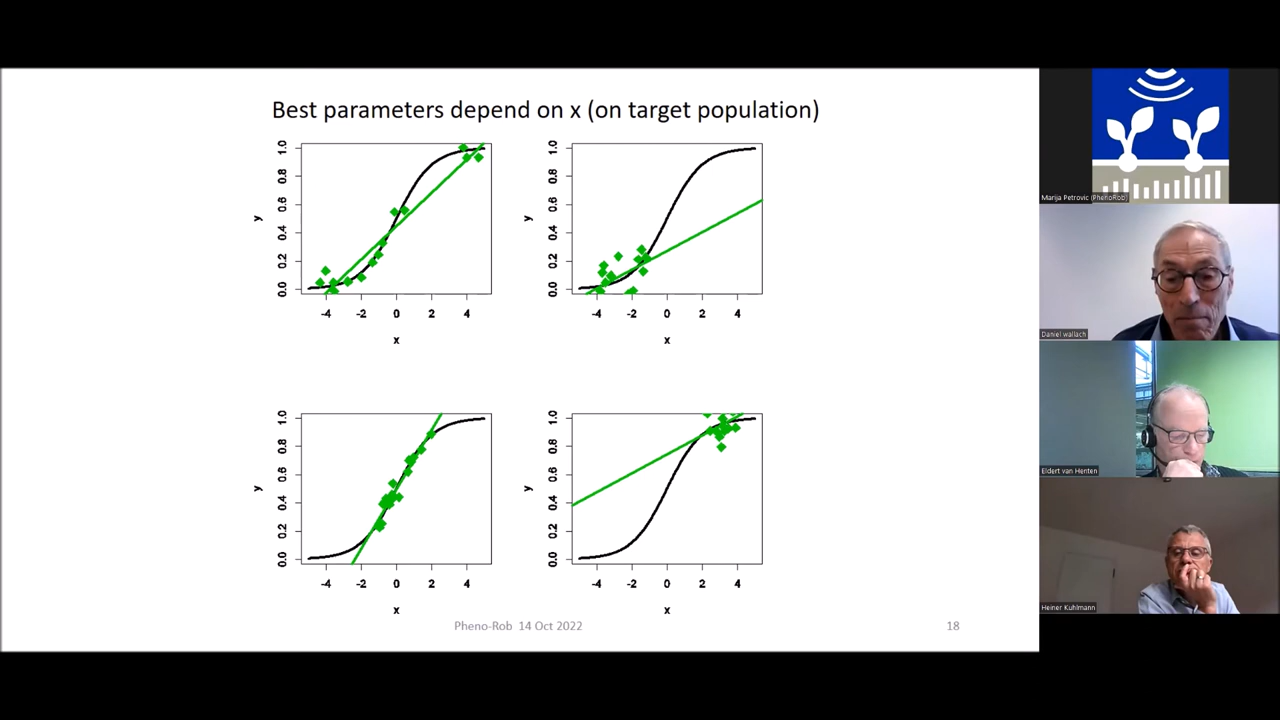 Best parameters depend on x (on target population)
y
0.0 0.2 0.4 0.6 0.8 1.0
-4 -2 0 2 4
x
y
0.0 0.2 0.4 0.6 0.8 1.0
-4 -2 0 2 4
x
y
0.0 0.2 0.4 0.6 0.8 1.0
-4 -2 0 2 4
x
y
0.0 0.2 0.4 0.6 0.8 1.0
-4 -2 0 2 4
x
Pheno-Rob 14 Oct 2022
18
Marija Petrovic (PhenoRob)
Daniel wallach
Eldert van Henten
Heiner Kuhlmann